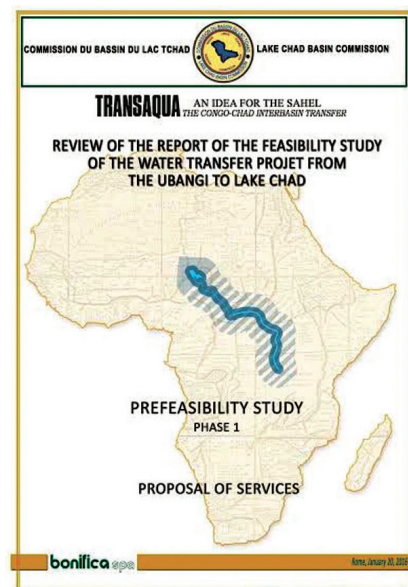 COMMISSION DU BASSIN DU LAC TCHAD
LAKE CHAD BASIN COMMISSION
TRANSAQUA AN IDEA FOR THE SAHEL
THE CONGO-CHAD INTERBASIN TRANSFER
REVIEW OF THE REPORT OF THE FEASIBILITY STUDY
OF THE WATER TRANSFER PROJET FROM
THE UBANGI TO LAKE CHAD
PREFEASIBILITY STUDY
PHASE 1
PROPOSAL OF SERVICES
bonifica spa
Rome, January 20,